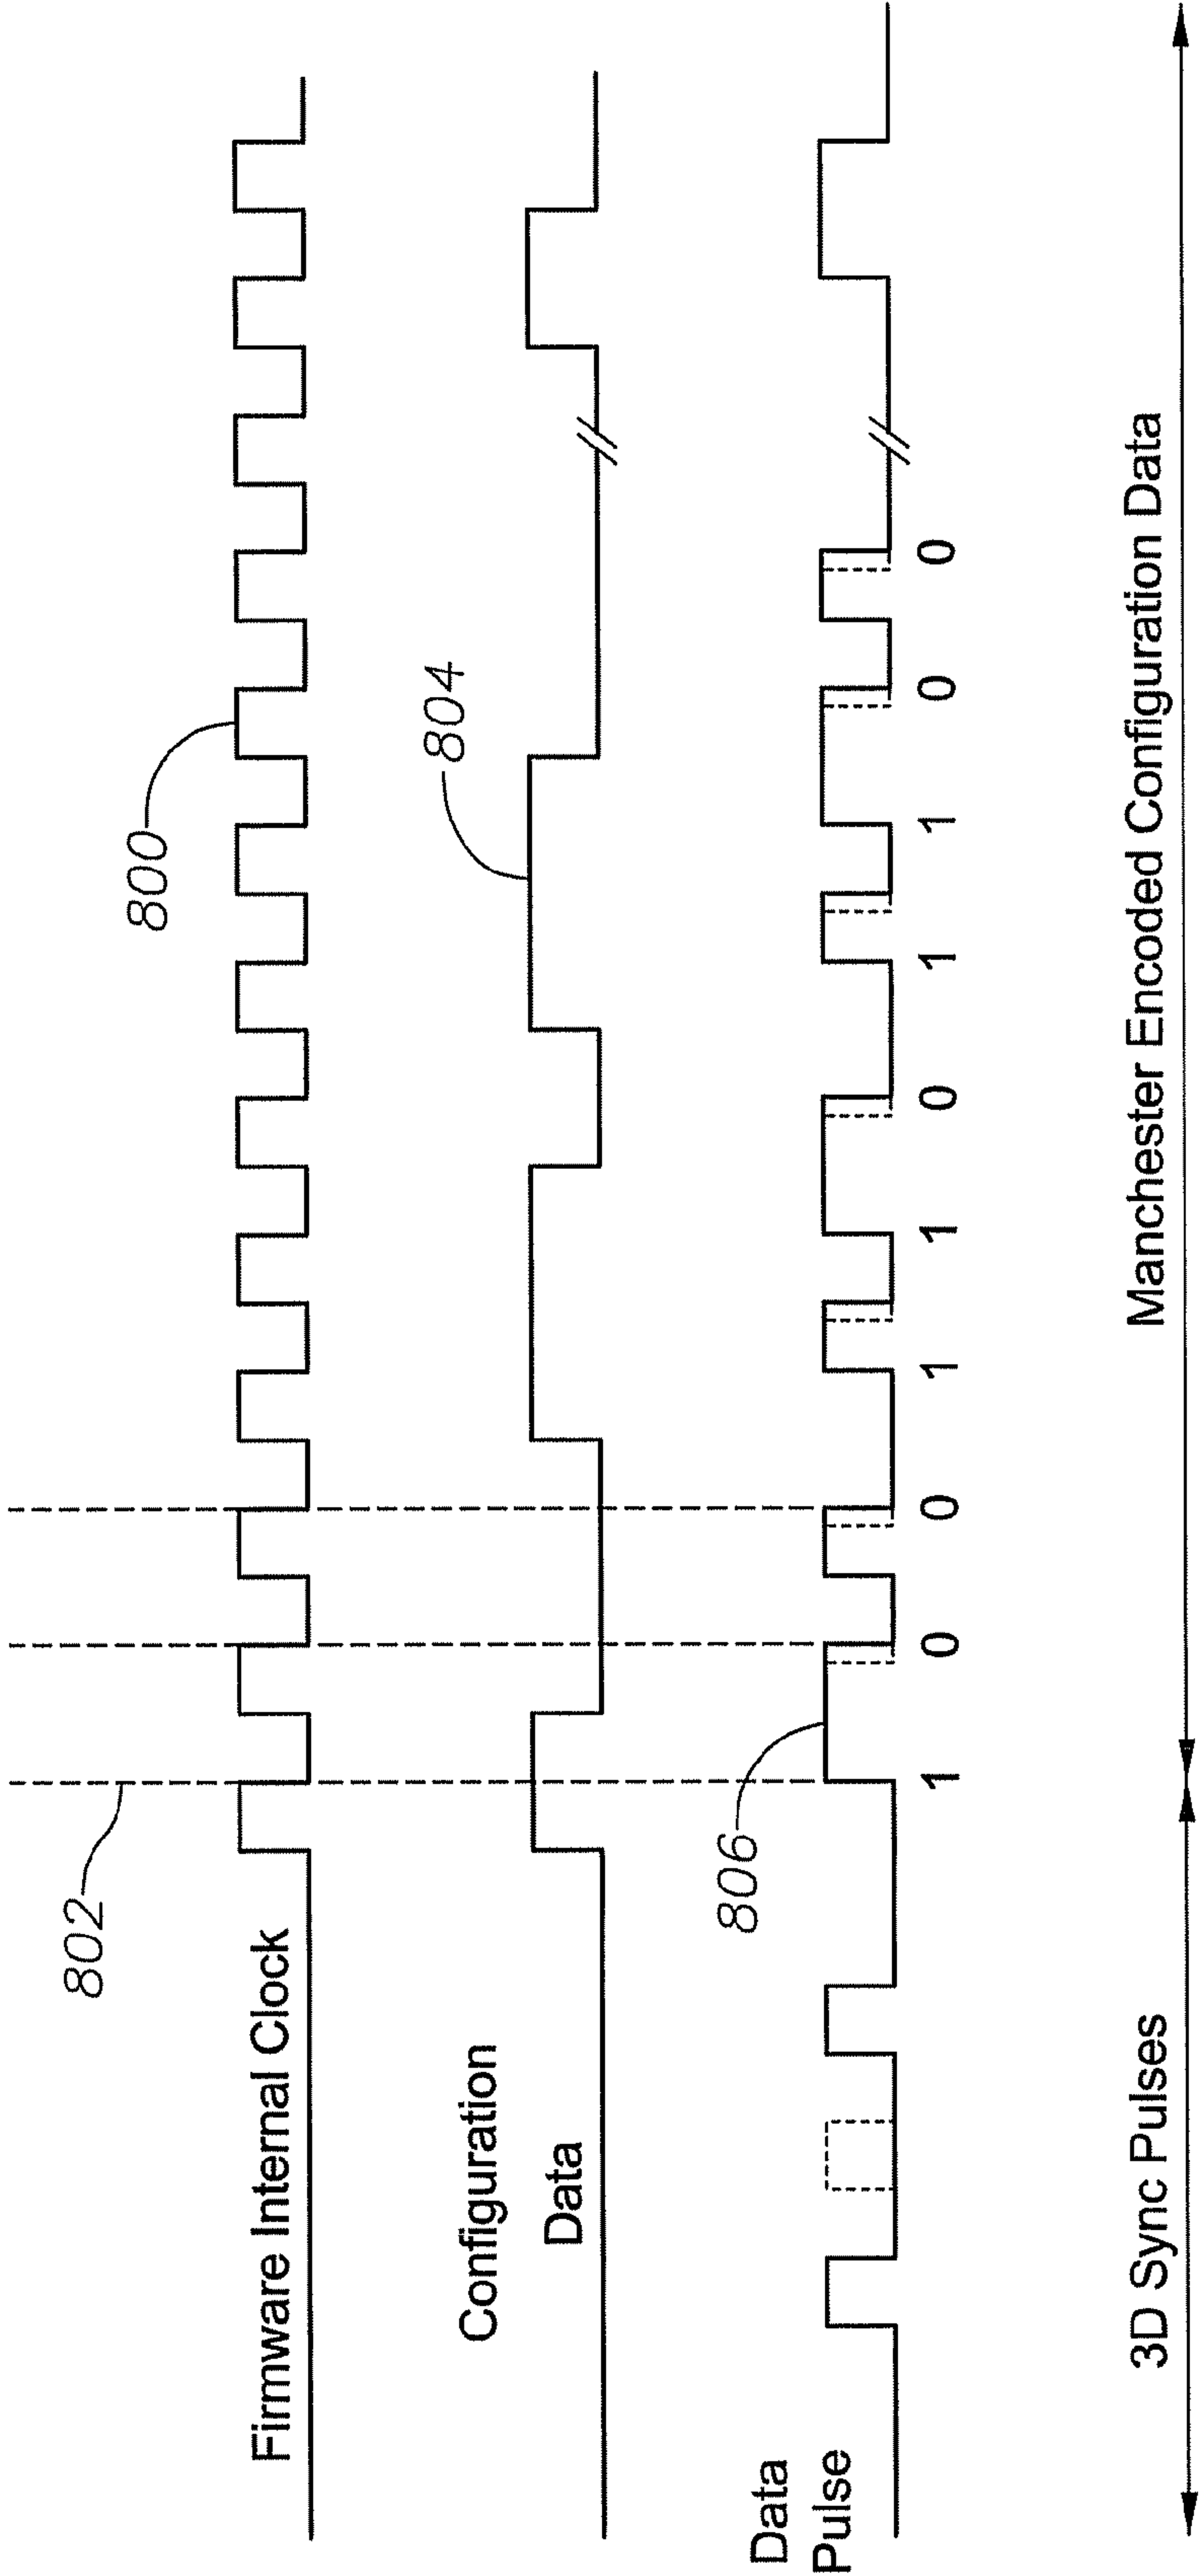 802
800
Firmware Internal Clock
804
Configuration
Data
806
Data
Pulse
1 0 0 1 1 0 1 1 0 0
3D Sync Pulses
Manchester Encoded Configuration Data